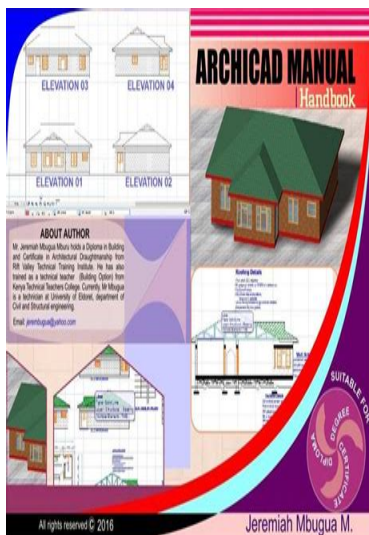 ELEVATION 03
ELEVATION 04
ELEVATION 01
ELEVATION 02
ABOUT AUTHOR
Mr. Jeremiah Mbugua Mburu holds a Diploma in Building
and Certificate in Architectural Draughtmanship from
Rift Valley Technical Training Institute. He has also
trained as a technical teacher (Building Option) from
Kenya Technical Teachers College. Currently, Mr Mbugua
is a technician at University of Eldoret, department of
Civil and Structural engineering.
Email: jerembugua@yahoo.com
All rights reserved © 2016
ARCHICAD MANUAL
Handbook
Roofing Details
SUITABLE FOR
DIPLOMA
DEGREE
CERTIFICATE
Jeremiah Mbugua M.